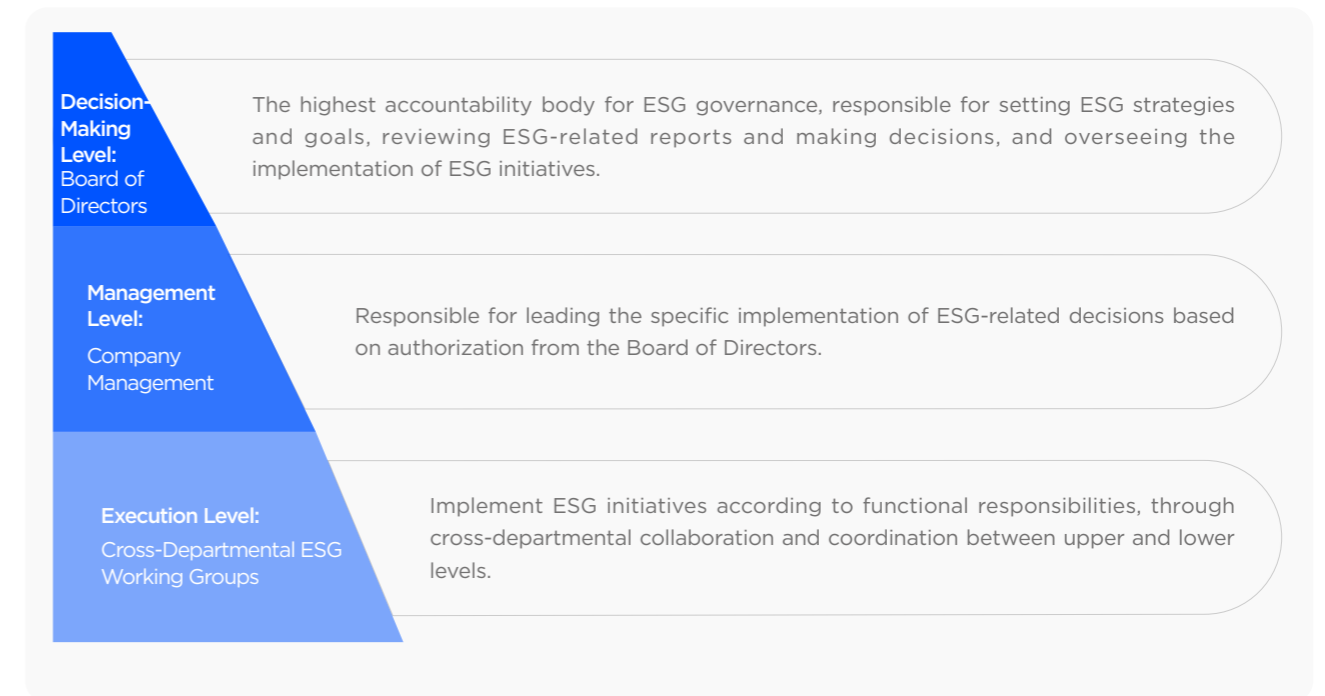 Decision-
Making
Level:
Board of
Directors
The highest accountability body for ESG governance, responsible for setting ESG strategies
and goals, reviewing ESG-related reports and making decisions, and overseeing the
implementation of ESG initiatives.
Management
Level:
Company
Management
Responsible for leading the specific implementation of ESG-related decisions based
on authorization from the Board of Directors.
Execution Level:
Cross-Departmental ESG
Working Groups
Implement ESG initiatives according to functional responsibilities, through
cross-departmental collaboration and coordination between upper and lower
levels.